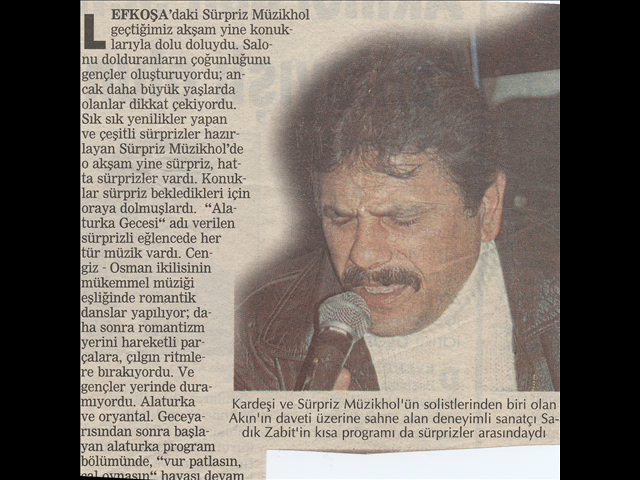 LEFKOŞA'daki Sürpriz Müzikhol
geçtiğimiz akşam yine konuk-
larıyla dolu doluydu. Salo-
nu dolduranların çoğunluğunu
gençler oluşturuyordu; an-
cak daha büyük yaşlarda
olanlar dikkat çekiyordu.
Sık sık yenilikler yapan
ve çeşitli sürprizler hazır-
layan Sürpriz Müzikhol'de
o akşam yine sürpriz, hat-
ta sürprizler vardı. Konuk-
lar sürpriz bekledikleri için
oraya dolmuşlardı. “Ala-
turka Gecesi“ adı verilen
sürprizli eğlencede her
tür müzik vardı. Cen-
giz - Osman ikilisinin
mükemmel müziği
eşliğinde romantik
danslar yapılıyor; da-
ha sonra romantizm
yerini hareketli par-
çalara, çılgın ritmle-
re bırakıyordu. Ve
gençler yerinde dura-
mıyordu. Alaturka
ve oryantal. Geceya-
rısından sonra başla-
yan alaturka program
bölümünde, “vur patlasın,
çal oynasın“ havası devam
Kardeşi ve Sürpriz Müzikhol'ün solistlerinden biri olan
Akın'ın daveti üzerine sahne alan deneyimli sanatçı Sa-
dık Zabit'in kısa programı da sürprizler arasındaydı